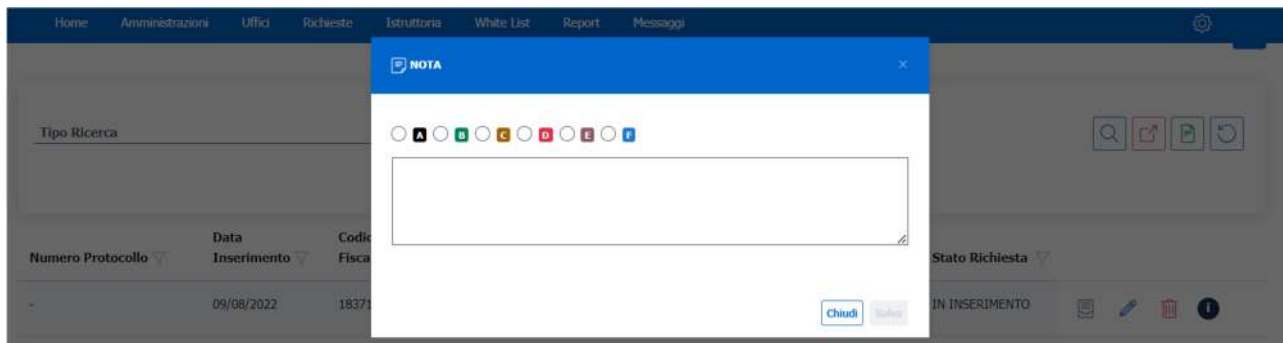 Home Amministrazioni Uffici Richieste Istruttoria White List Report Messaggi
NOTA
Tipo Ricerca
A B C D E F
Numero Protocollo Data Inserimento Codic Fisca Stato Richiesta
- 09/08/2022 18371 IN INSERIMENTO
Chiudi Salva